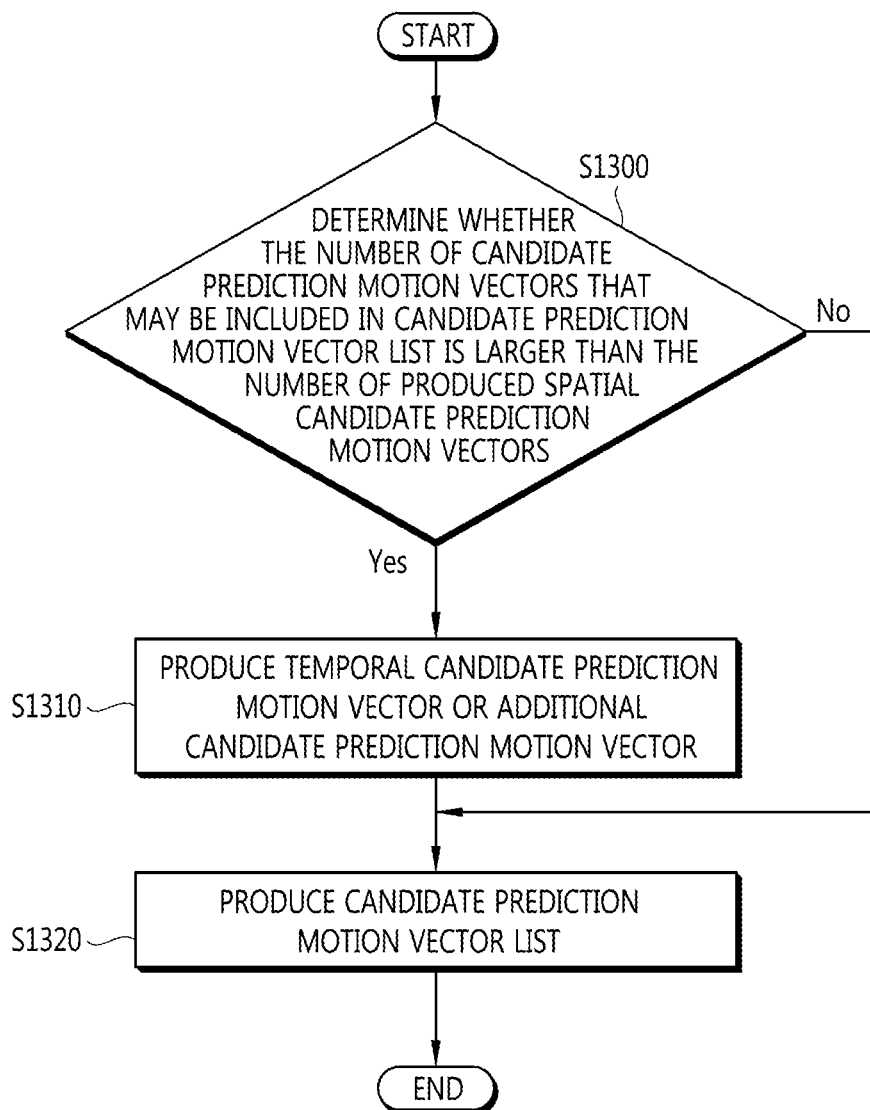 START
S1300
DETERMINE WHETHER
THE NUMBER OF CANDIDATE
PREDICTION MOTION VECTORS THAT
MAY BE INCLUDED IN CANDIDATE PREDICTION
MOTION VECTOR LIST IS LARGER THAN THE
NUMBER OF PRODUCED SPATIAL
CANDIDATE PREDICTION
MOTION VECTORS
No
Yes
S1310
PRODUCE TEMPORAL CANDIDATE PREDICTION
MOTION VECTOR OR ADDITIONAL
CANDIDATE PREDICTION MOTION VECTOR
S1320
PRODUCE CANDIDATE PREDICTION
MOTION VECTOR LIST
END